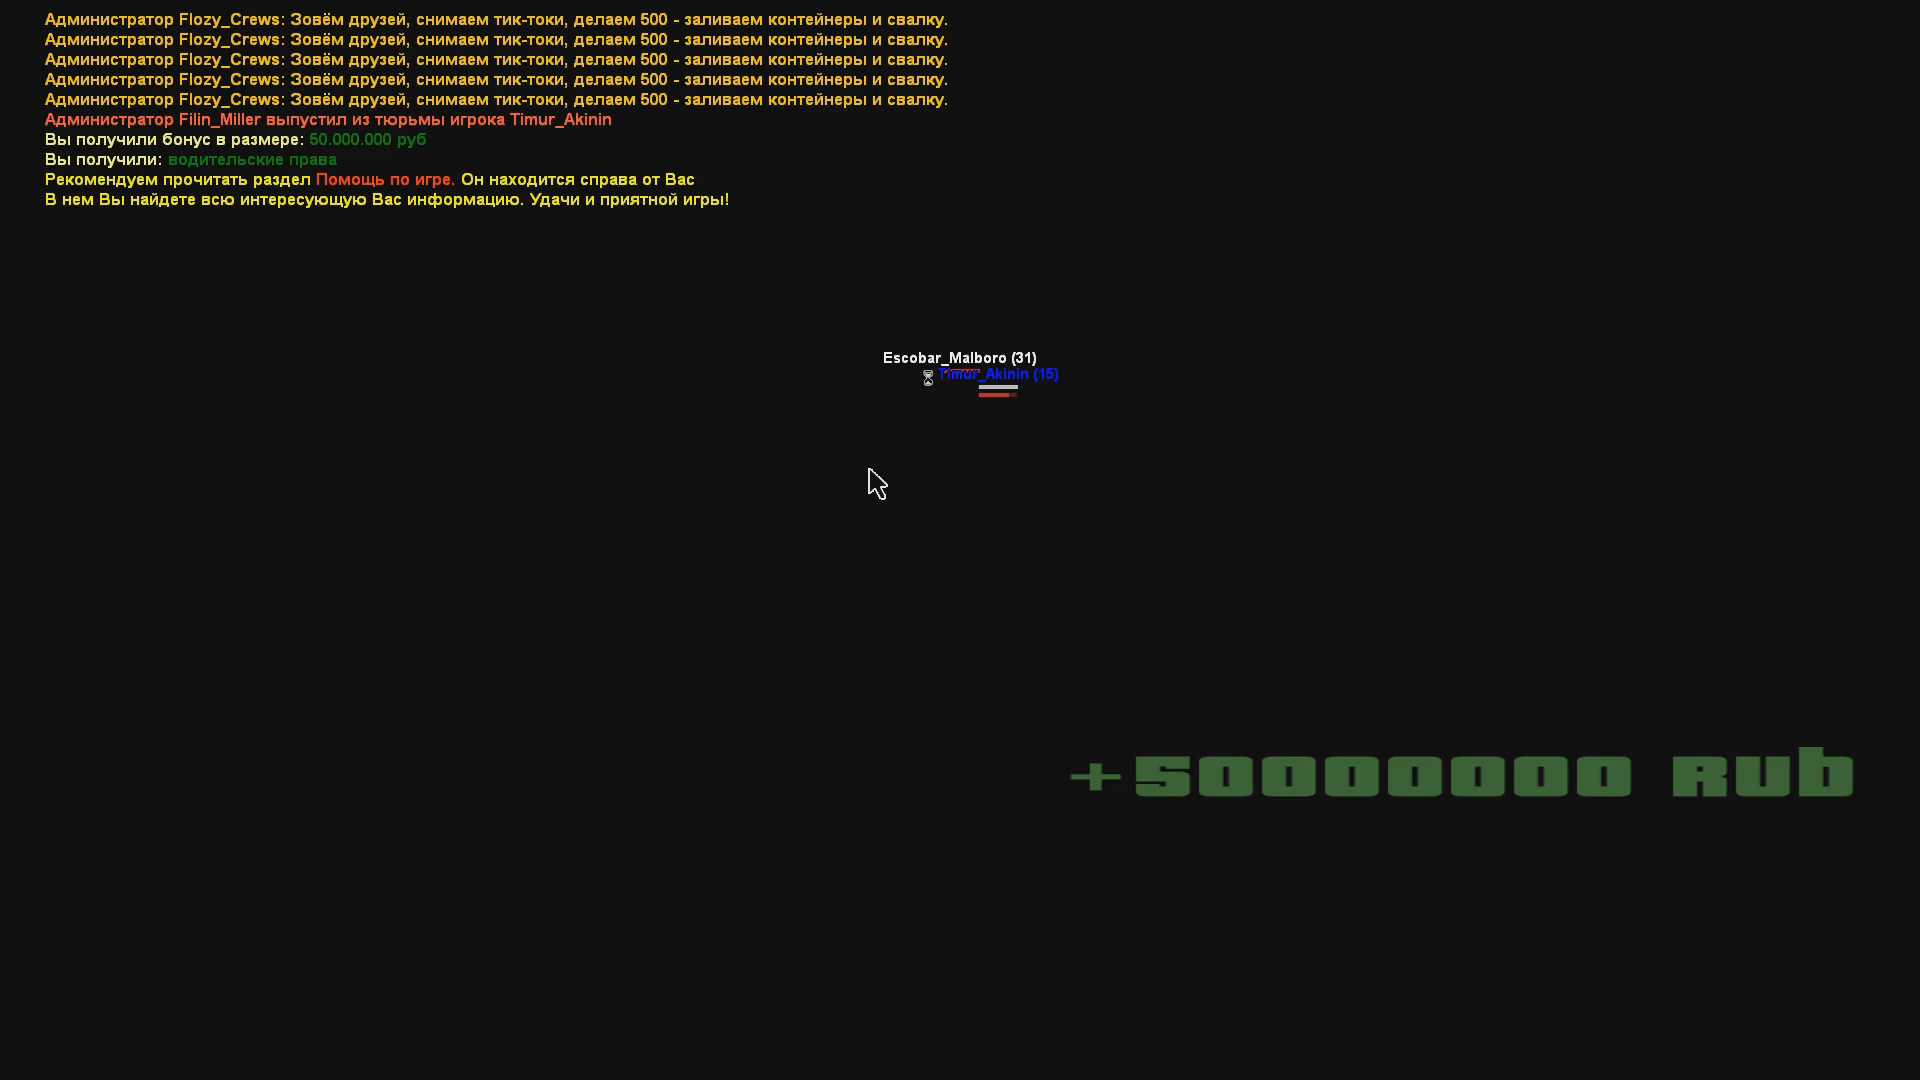 Администратор Flozy_Crews: Зовём друзей, снимаем тик-токи, делаем 500 - заливаем контейнеры и свалку.
Администратор Flozy_Crews: Зовём друзей, снимаем тик-токи, делаем 500 - заливаем контейнеры и свалку.
Администратор Flozy_Crews: Зовём друзей, снимаем тик-токи, делаем 500 - заливаем контейнеры и свалку.
Администратор Flozy_Crews: Зовём друзей, снимаем тик-токи, делаем 500 - заливаем контейнеры и свалку.
Администратор Flozy_Crews: Зовём друзей, снимаем тик-токи, делаем 500 - заливаем контейнеры и свалку.
Администратор Filin_Miller выпустил из тюрьмы игрока Timur_Akinin
Вы получили бонус в размере: 50.000.000 руб
Вы получили: водительские права
Рекомендуем прочитать раздел Помощь по игре. Он находится справа от Вас
В нем Вы найдете всю интересующую Вас информацию. Удачи и приятной игры!
Escobar_Malboro (31)
Timur_Akinin (15)
+50000000 Rub